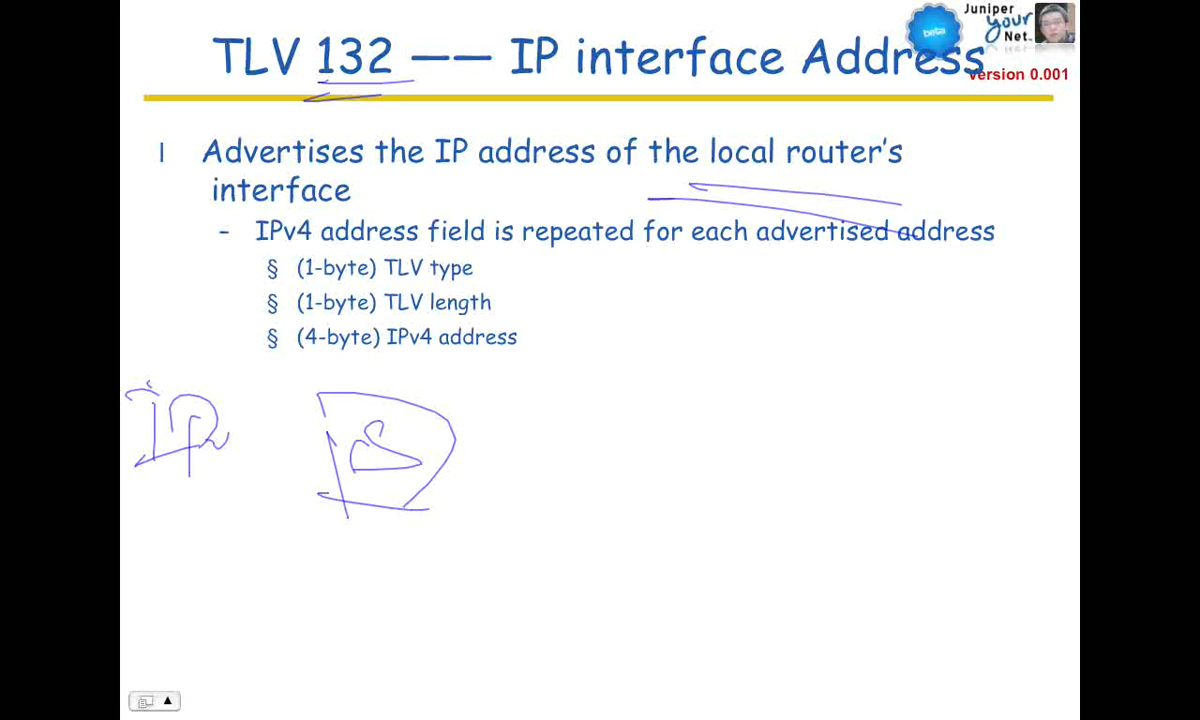 Juniper
your
Net.
beta
TLV 132 —— IP interface Address
version 0.001
l Advertises the IP address of the local router's
interface
– IPv4 address field is repeated for each advertised address
§ (1-byte) TLV type
§ (1-byte) TLV length
§ (4-byte) IPv4 address
IP